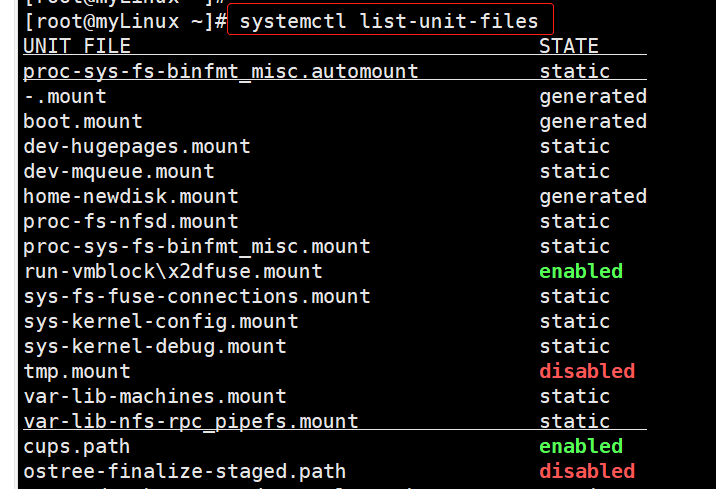 [root@myLinux ~]#
[root@myLinux ~]# systemctl list-unit-files
UNIT FILE STATE
proc-sys-fs-binfmt_misc.automount static
-.mount generated
boot.mount generated
dev-hugepages.mount static
dev-mqueue.mount static
home-newdisk.mount generated
proc-fs-nfsd.mount static
proc-sys-fs-binfmt_misc.mount static
run-vmblock\x2dfuse.mount enabled
sys-fs-fuse-connections.mount static
sys-kernel-config.mount static
sys-kernel-debug.mount static
tmp.mount disabled
var-lib-machines.mount static
var-lib-nfs-rpc_pipefs.mount static
cups.path enabled
ostree-finalize-staged.path disabled